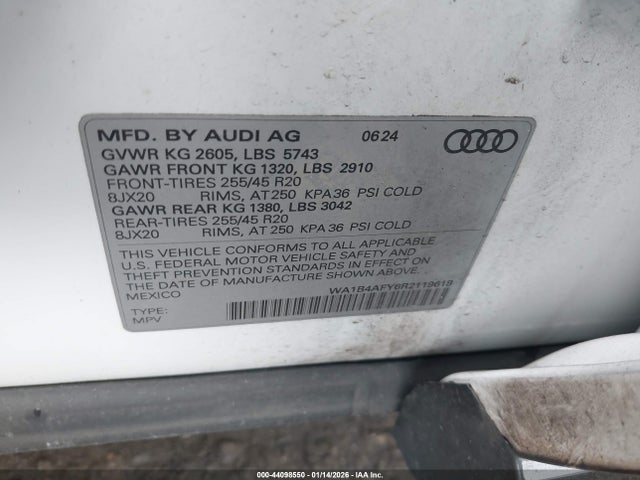 MFD. BY AUDI AG 06 24
GVWR KG 2605, LBS 5743
GAWR FRONT KG 1320, LBS 2910
FRONT-TIRES 255/45 R20
8JX20 RIMS, AT 250 KPA 36 PSI COLD
GAWR REAR KG 1380, LBS 3042
REAR-TIRES 255/45 R20
8JX20 RIMS, AT 250 KPA 36 PSI COLD
THIS VEHICLE CONFORMS TO ALL APPLICABLE
U.S. FEDERAL MOTOR VEHICLE SAFETY AND
THEFT PREVENTION STANDARDS IN EFFECT
ON THE DATE OF MANUFACTURE ABOVE.
MEXICO
WA1B4AFY6R2119619
TYPE:
MPV
000-44098550 - 01/14/2026 - IAA Inc.